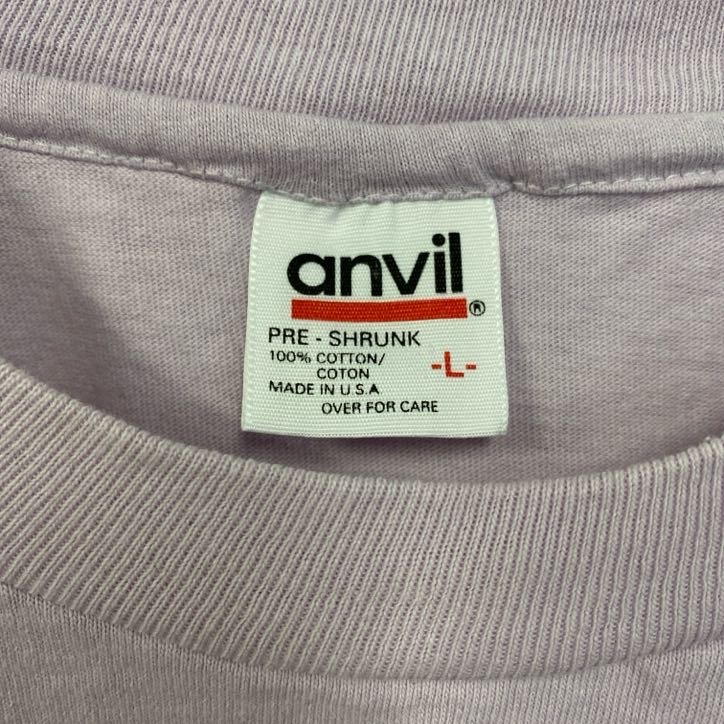 anvil®
PRE - SHRUNK
100% COTTON/
COTON
-L-
MADE IN U.S.A
OVER FOR CARE